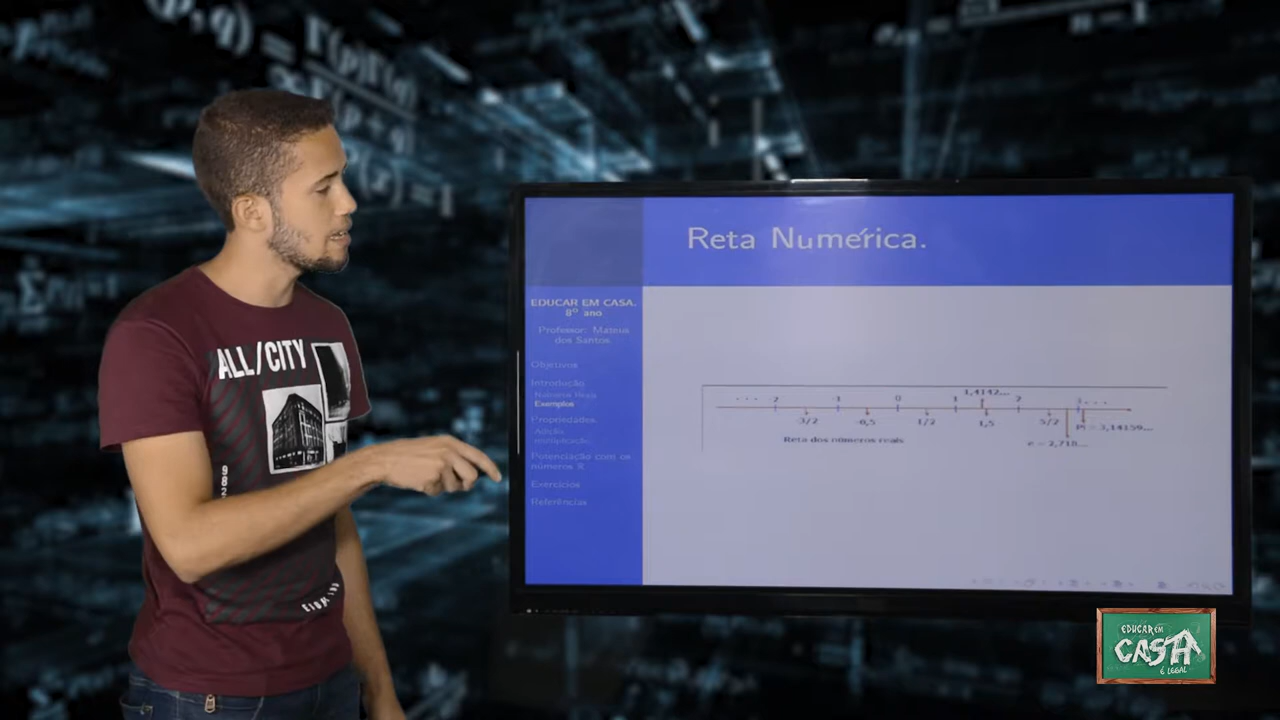 Reta Numérica.
EDUCAR EM CASA.
8º ano
Professor: Mateus
dos Santos
Objetivos
Introdução
Exemplos
Propriedades
Potenciação com os
números R
Exercícios
Referências
1,4142...
-2 -1 0 1 2
-3/2 -0,5 1/2 1,5 5/2 Pi = 3,14159...
Reta dos números reais
e = 2,718...
ALL/CITY
EDUCAR EM
CASA
É LEGAL